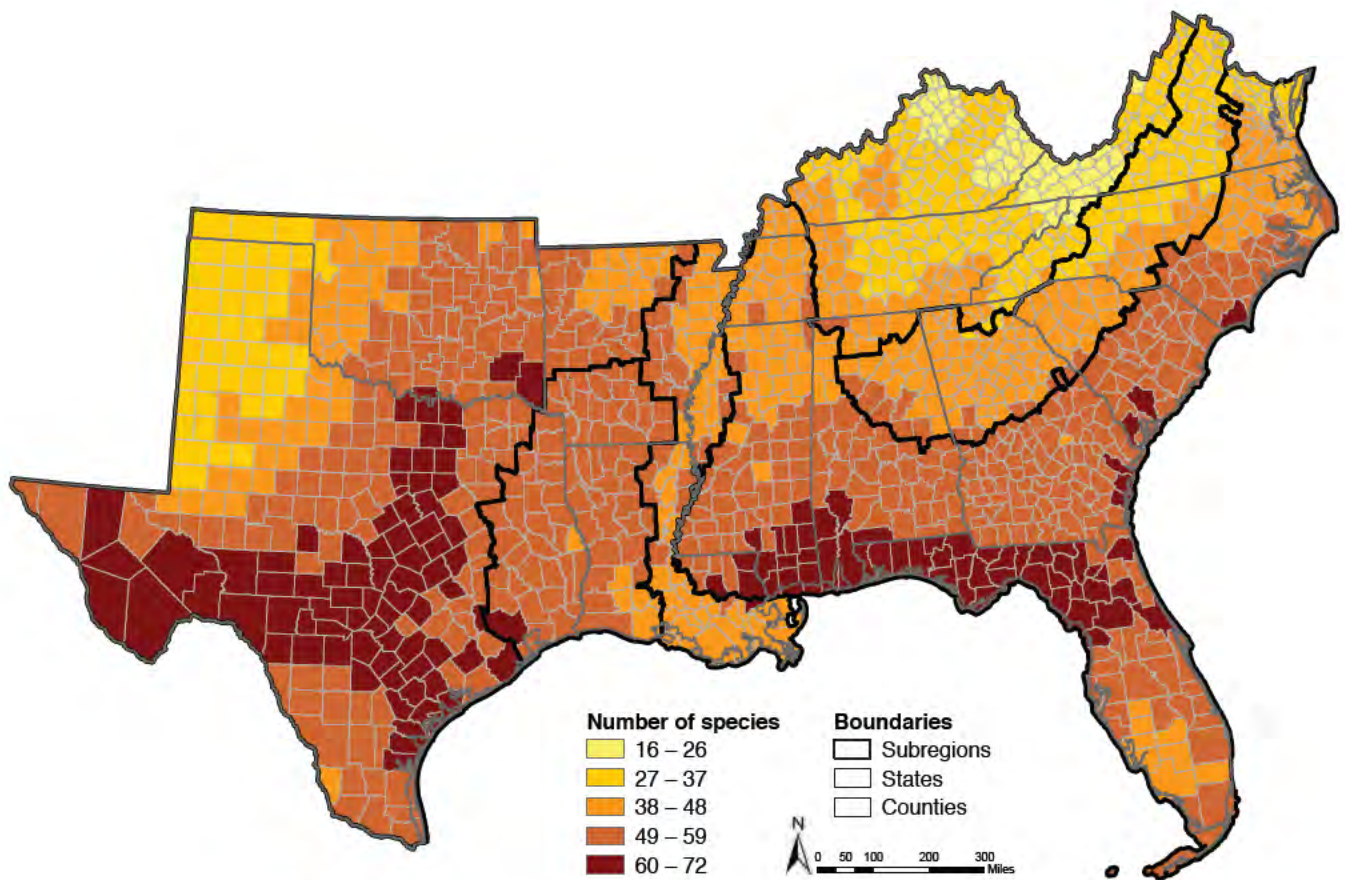 Number of species
16 – 26
27 – 37
38 – 48
49 – 59
60 – 72
Boundaries
Subregions
States
Counties
N
0 50 100 200 300
Miles